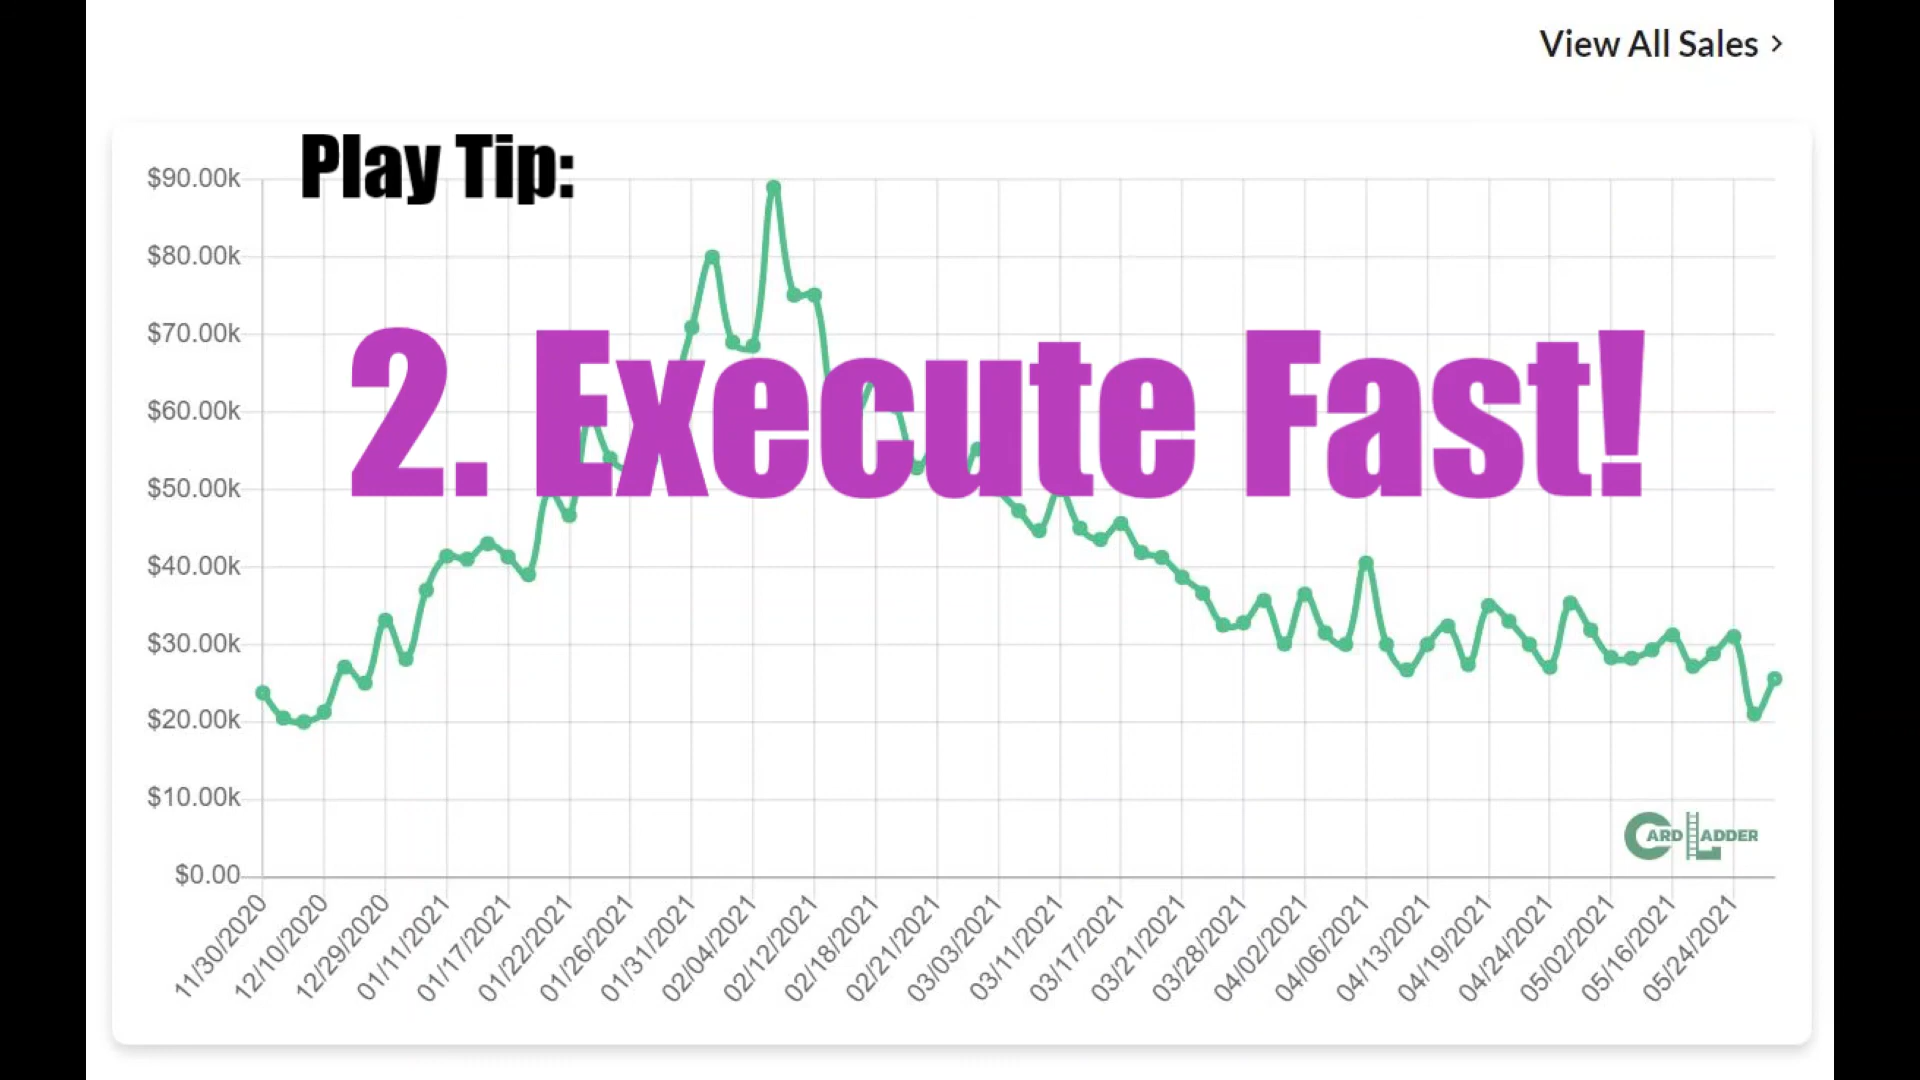 View All Sales >
Play Tip:
$90.00k
$80.00k
$70.00k
2. Execute Fast!
$60.00k
$50.00k
$40.00k
$30.00k
$20.00k
$10.00k
CARD LADDER
$0.00
11/30/2020
12/10/2020
12/29/2020
01/11/2021
01/17/2021
01/22/2021
01/26/2021
01/31/2021
02/04/2021
02/12/2021
02/18/2021
02/21/2021
03/03/2021
03/11/2021
03/17/2021
03/21/2021
03/28/2021
04/02/2021
04/06/2021
04/13/2021
04/19/2021
04/24/2021
05/02/2021
05/16/2021
05/24/2021